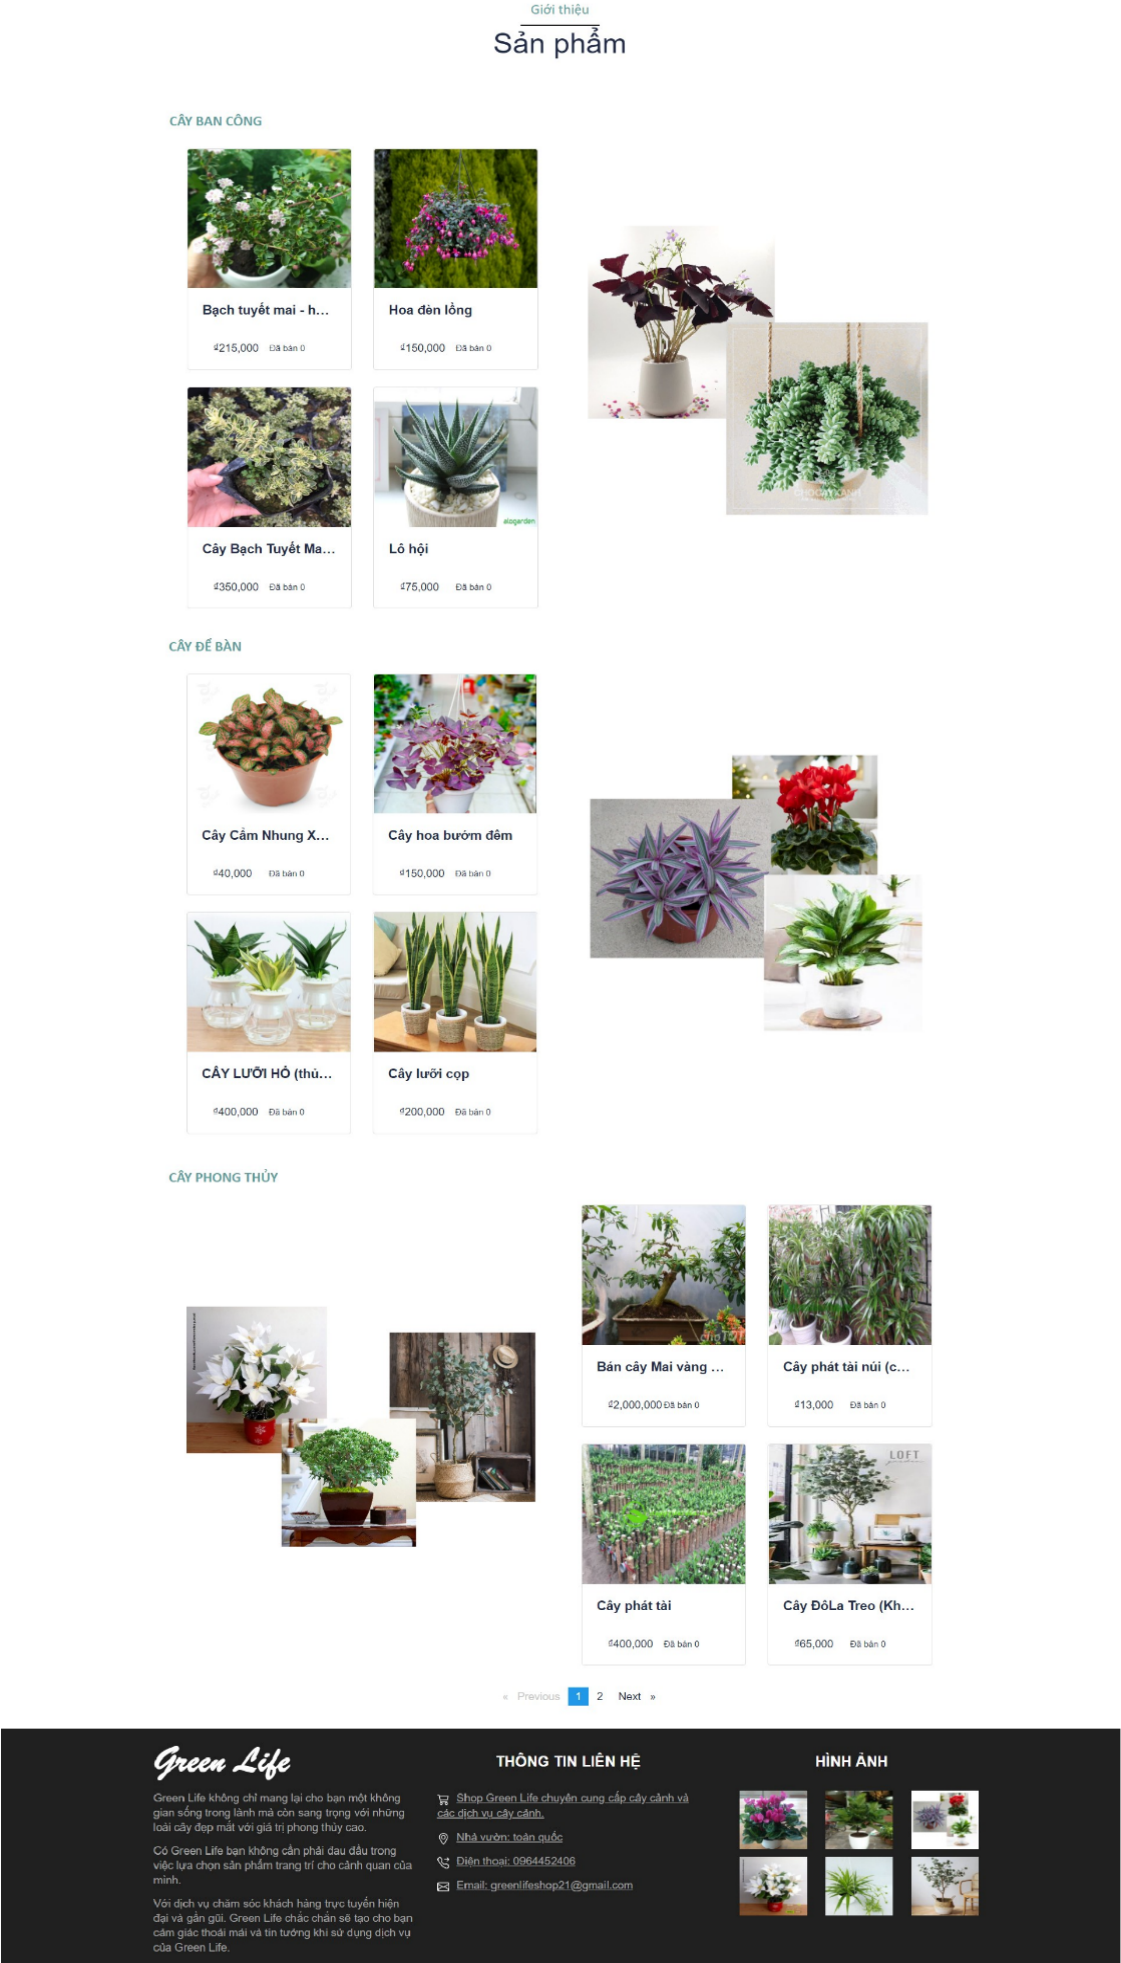 Giới thiệu
Sản phẩm
CÂY BAN CÔNG
Bạch tuyết mai - h...
₫215,000 Đã bán 0
Hoa đèn lồng
₫150,000 Đã bán 0
Cây Bạch Tuyết Ma...
₫350,000 Đã bán 0
alogarden
Lô hội
₫75,000 Đã bán 0
CHOCAYXANH
CÂY ĐỂ BÀN
Cây Cẩm Nhung X...
₫40,000 Đã bán 0
Cây hoa bướm đêm
₫150,000 Đã bán 0
CÂY LƯỠI HỔ (thủ...
₫400,000 Đã bán 0
Cây lưỡi cọp
₫200,000 Đã bán 0
CÂY PHONG THỦY
Bán cây Mai vàng ...
₫2,000,000 Đã bán 0
Cây phát tài núi (c...
₫13,000 Đã bán 0
Cây phát tài
₫400,000 Đã bán 0
LOFT
Cây ĐôLa Treo (Kh...
₫65,000 Đã bán 0
« Previous 1 2 Next »
Green Life
Green Life không chỉ mang lại cho bạn một không
gian sống trong lành mà còn sang trọng với những
loài cây đẹp mắt với giá trị phong thủy cao.
Có Green Life bạn không cần phải đau đầu trong
việc lựa chọn sản phẩm trang trí cho cảnh quan của
mình.
Với dịch vụ chăm sóc khách hàng trực tuyến hiện
đại và gần gũi. Green Life chắc chắn sẽ tạo cho bạn
cảm giác thoải mái và tin tưởng khi sử dụng dịch vụ
của Green Life.
THÔNG TIN LIÊN HỆ
Shop Green Life chuyên cung cấp cây cảnh và
các dịch vụ cây cảnh.
Nhà vườn: toàn quốc
Điện thoại: 0964452406
Email: greenlifeshop21@gmail.com
HÌNH ẢNH